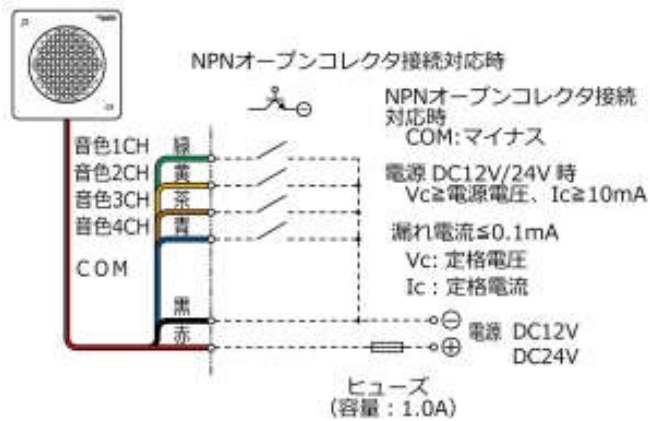 NPNオープンコレクタ接続対応時
NPNオープンコレクタ接続
対応時
COM:マイナス
電源 DC12V/24V 時
Vc≧電源電圧、Ic≧10mA
漏れ電流≦0.1mA
Vc: 定格電圧
Ic : 定格電流
音色1CH 緑
音色2CH 黄
音色3CH 茶
音色4CH 青
COM
黒
赤
電源 DC12V
DC24V
ヒューズ
(容量:1.0A)